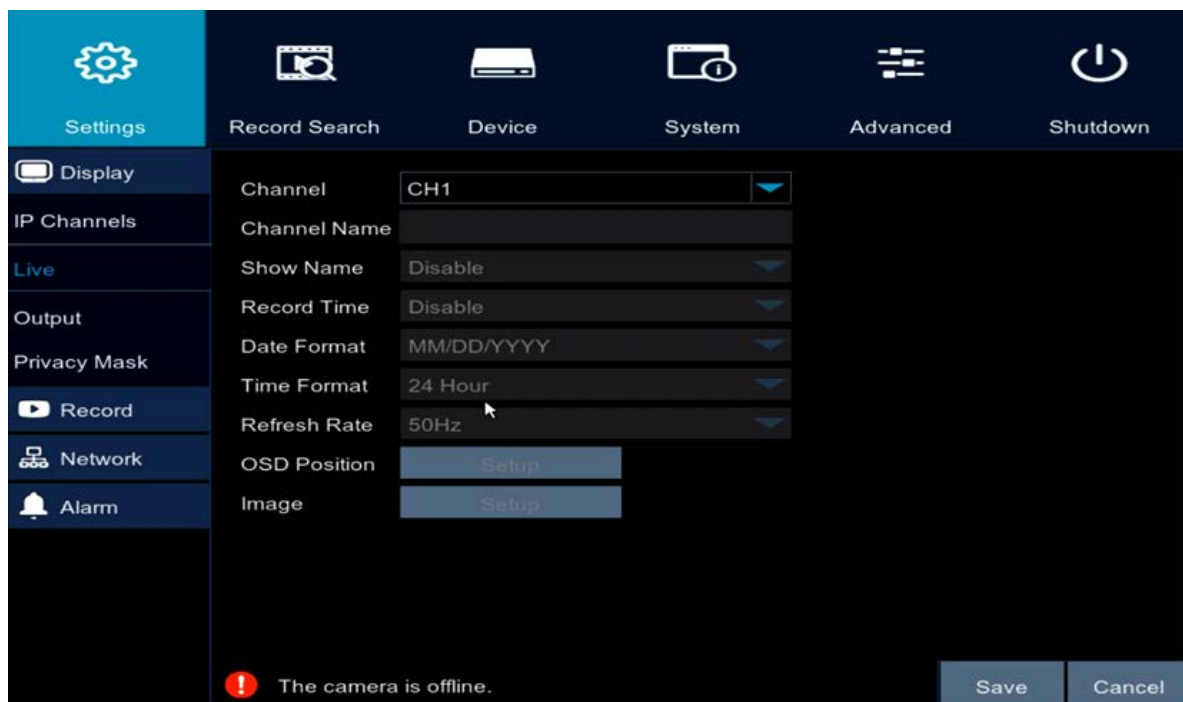 Settings
Record Search
Device
System
Advanced
Shutdown
Display
IP Channels
Live
Output
Privacy Mask
Record
Network
Alarm
Channel CH1
Channel Name
Show Name Disable
Record Time Disable
Date Format MM/DD/YYYY
Time Format 24 Hour
Refresh Rate 50Hz
OSD Position Setup
Image Setup
The camera is offline.
Save
Cancel